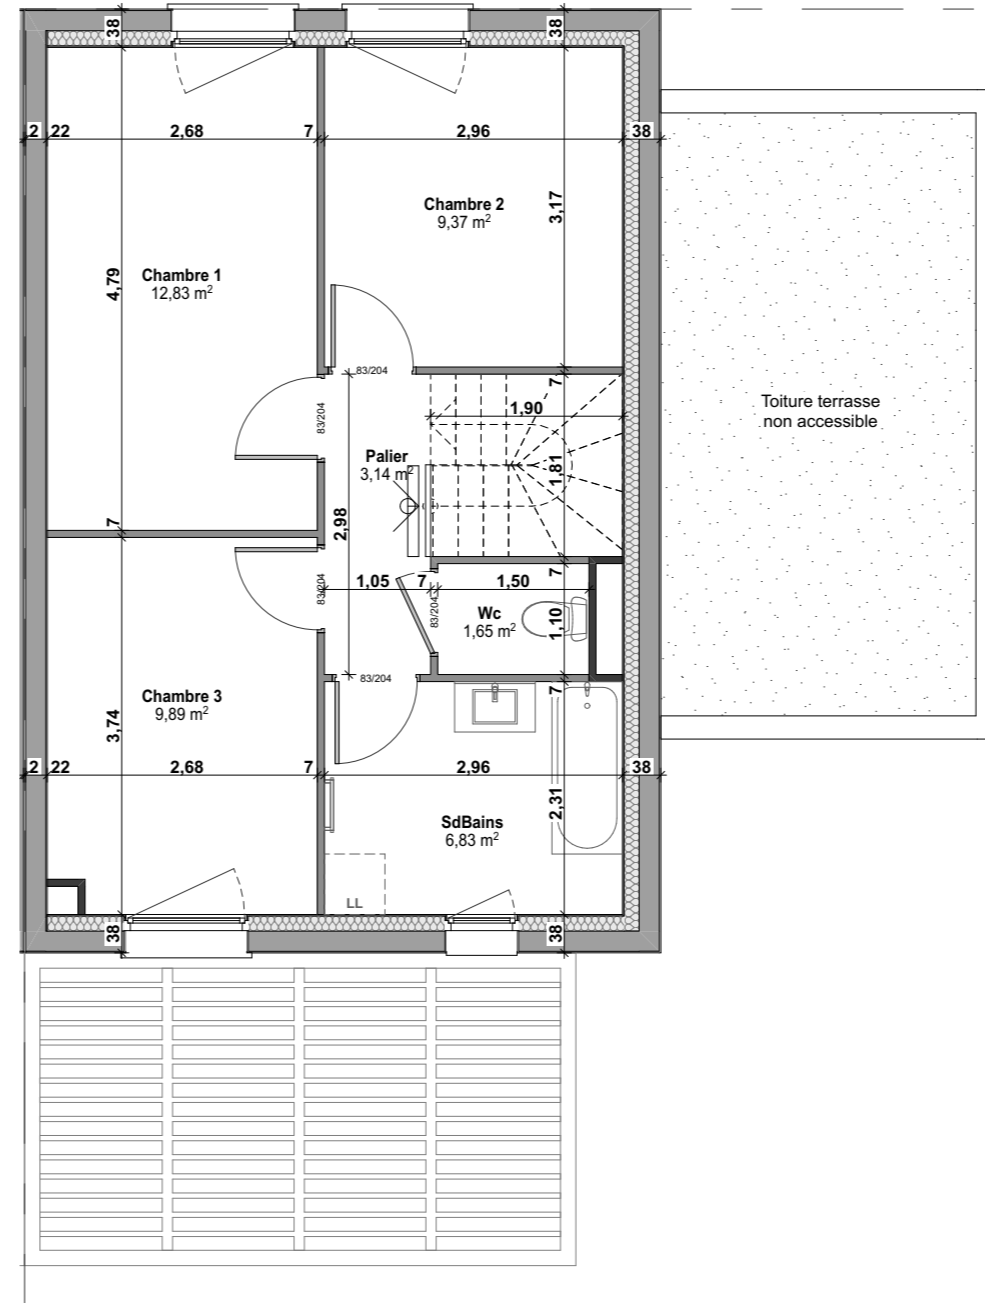 38
38
2
22
2,68
7
2,96
38
Chambre 2
9,37 m²
3,17
Chambre 1
12,83 m²
4,79
83/204
7
83/204
1,90
Toiture terrasse
non accessible
Palier
3,14 m²
1,81
7
2,98
83/204
1,05
7
1,50
7
83/204
Wc
1,65 m²
1,10
83/204
7
Chambre 3
9,89 m²
3,74
2
22
2,68
7
2,96
38
2,31
SdBains
6,83 m²
LL
38
38